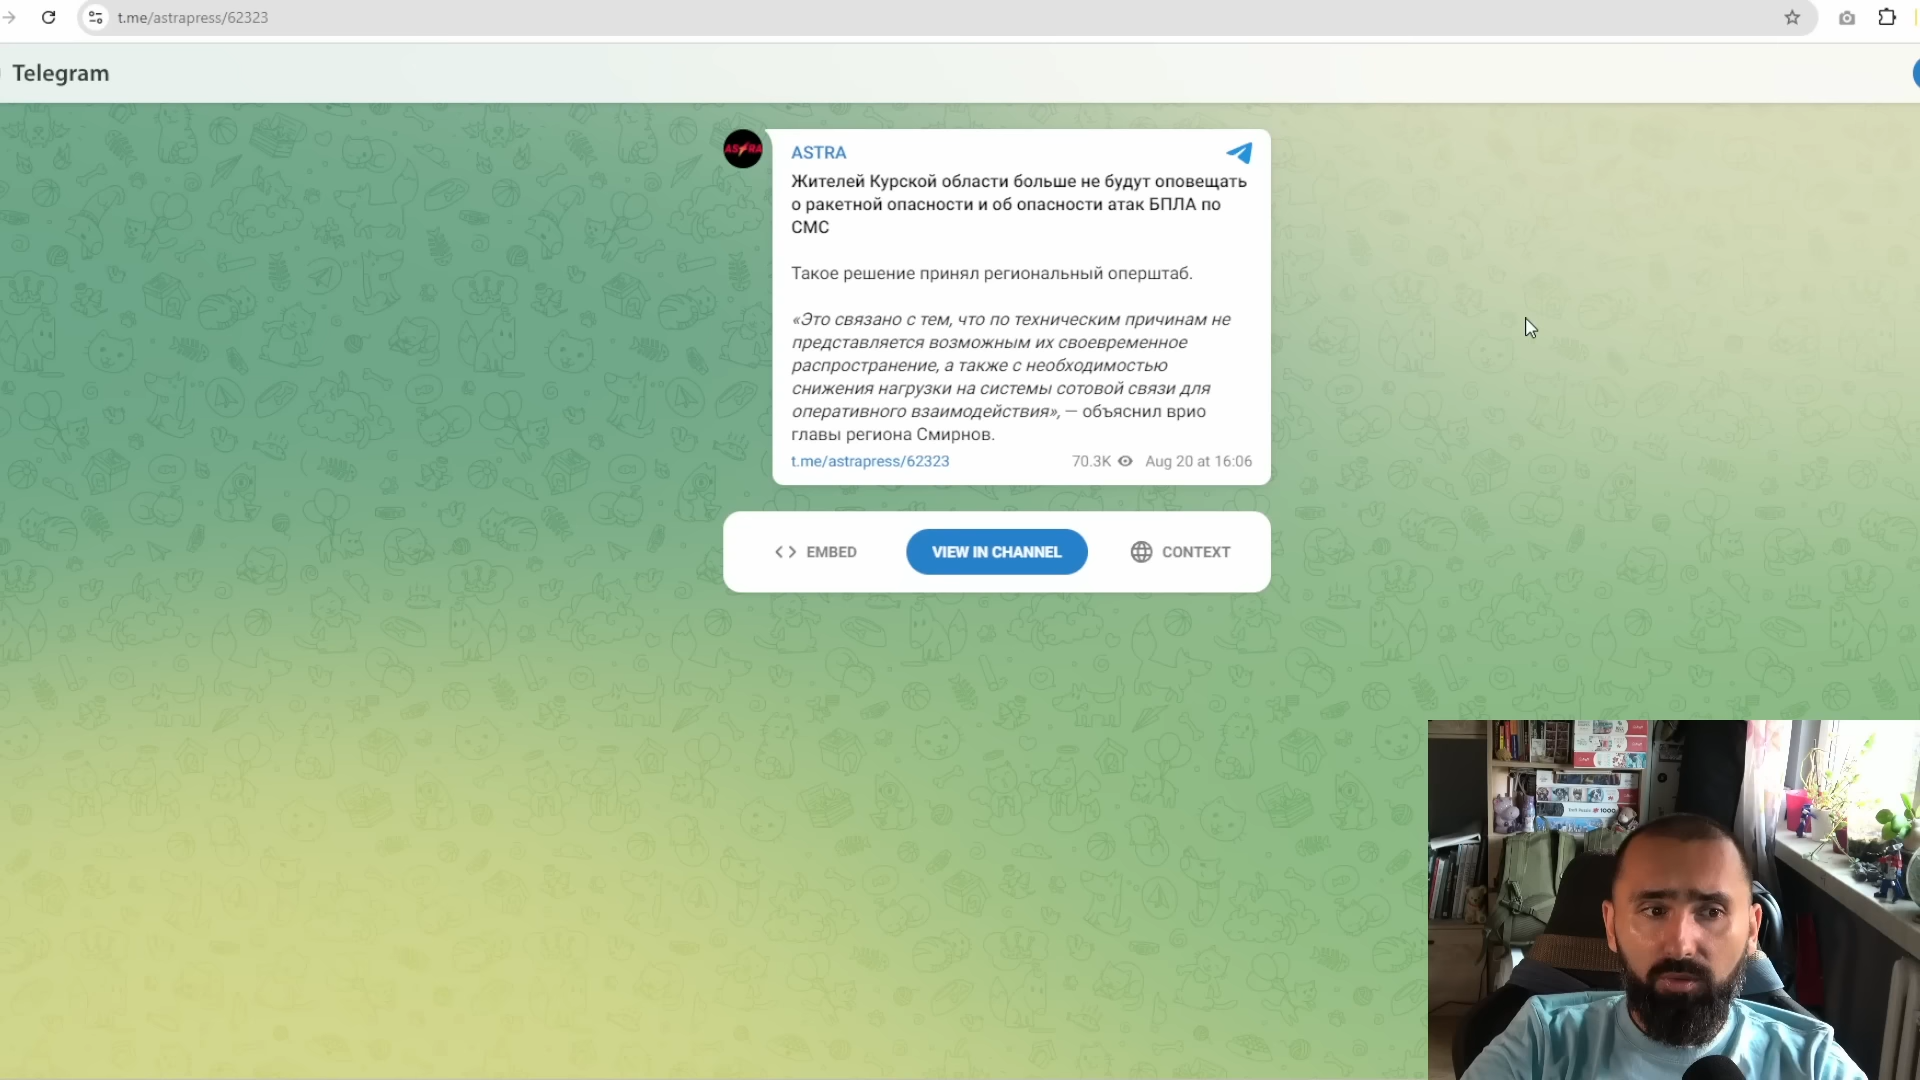 t.me/astrapress/62323
Telegram
ASTRA
ASTRA
Жителей Курской области больше не будут оповещать
о ракетной опасности и об опасности атак БПЛА по
СМС
Такое решение принял региональный оперштаб.
«Это связано с тем, что по техническим причинам не
представляется возможным их своевременное
распространение, а также с необходимостью
снижения нагрузки на системы сотовой связи для
оперативного взаимодействия», — объяснил врио
главы региона Смирнов.
t.me/astrapress/62323 70.3K Aug 20 at 16:06
EMBED VIEW IN CHANNEL CONTEXT
1000